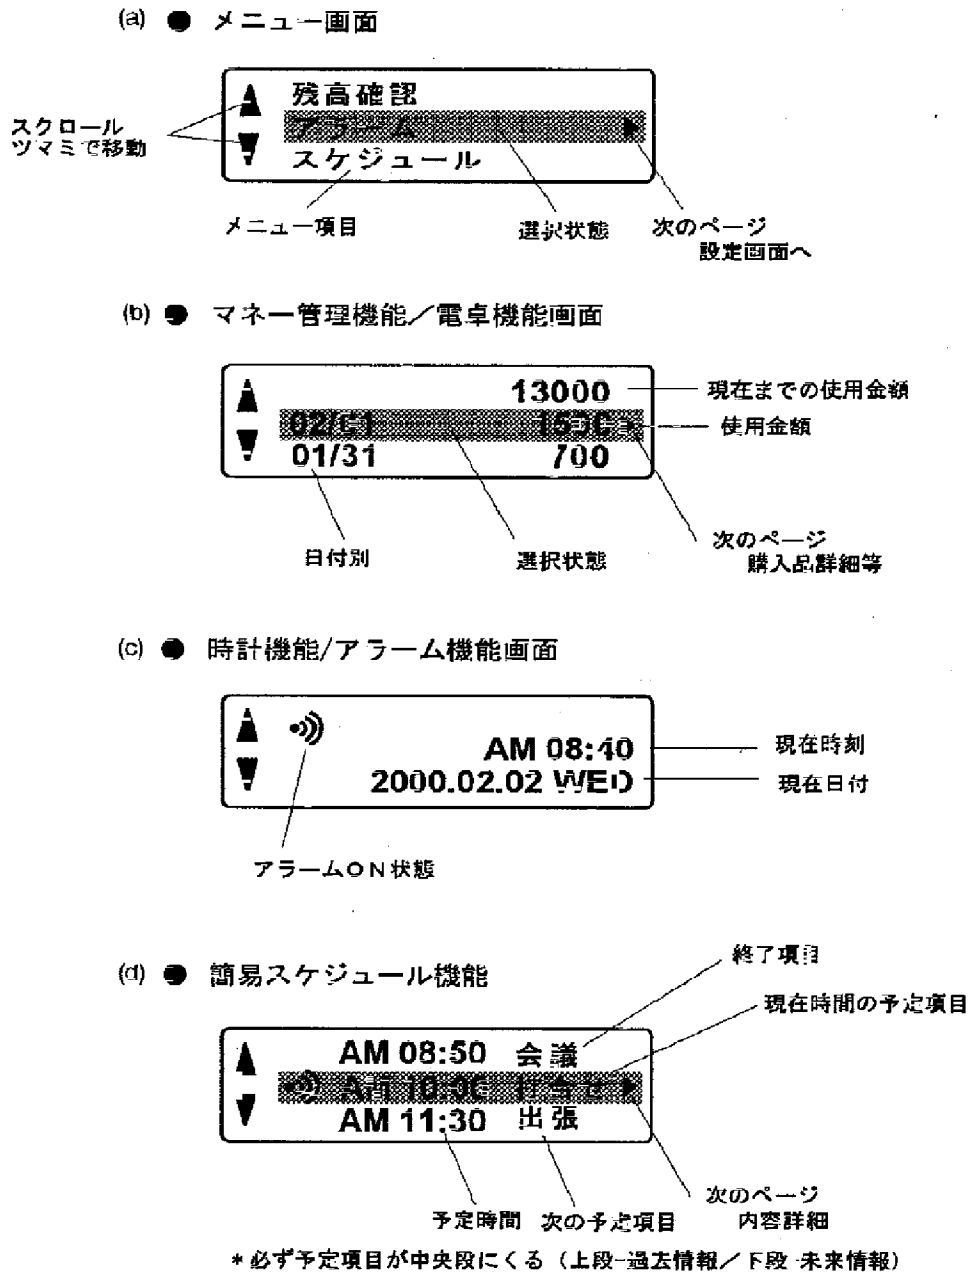 (a) ● メニュー画面
残高確認
アラーム
スケジュール
スクロール
ツマミで移動
メニュー項目
選択状態
次のページ
設定画面へ
(b) ● マネー管理機能／電卓機能画面
13000
現在までの使用金額
02/01 1500
使用金額
01/31 700
日付別
選択状態
次のページ
購入品詳細等
(c) ● 時計機能/アラーム機能画面
AM 08:40
現在時刻
2000.02.02 WED
現在日付
アラームON状態
(d) ● 簡易スケジュール機能
終了項目
現在時間の予定項目
AM 08:50 会議
AM 10:00 打合せ
AM 11:30 出張
予定時間
次の予定項目
次のページ
内容詳細
*必ず予定項目が中央段にくる（上段-過去情報／下段-未来情報）